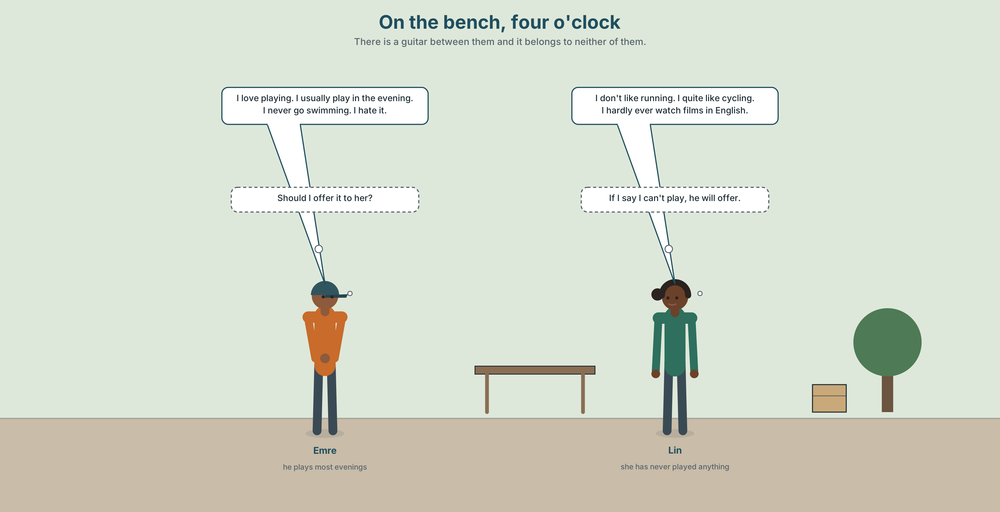 On the bench, four o'clock
There is a guitar between them and it belongs to neither of them.
I love playing. I usually play in the evening.
I never go swimming. I hate it.
I don't like running. I quite like cycling.
I hardly ever watch films in English.
Should I offer it to her?
If I say I can't play, he will offer.
Emre
he plays most evenings
Lin
she has never played anything